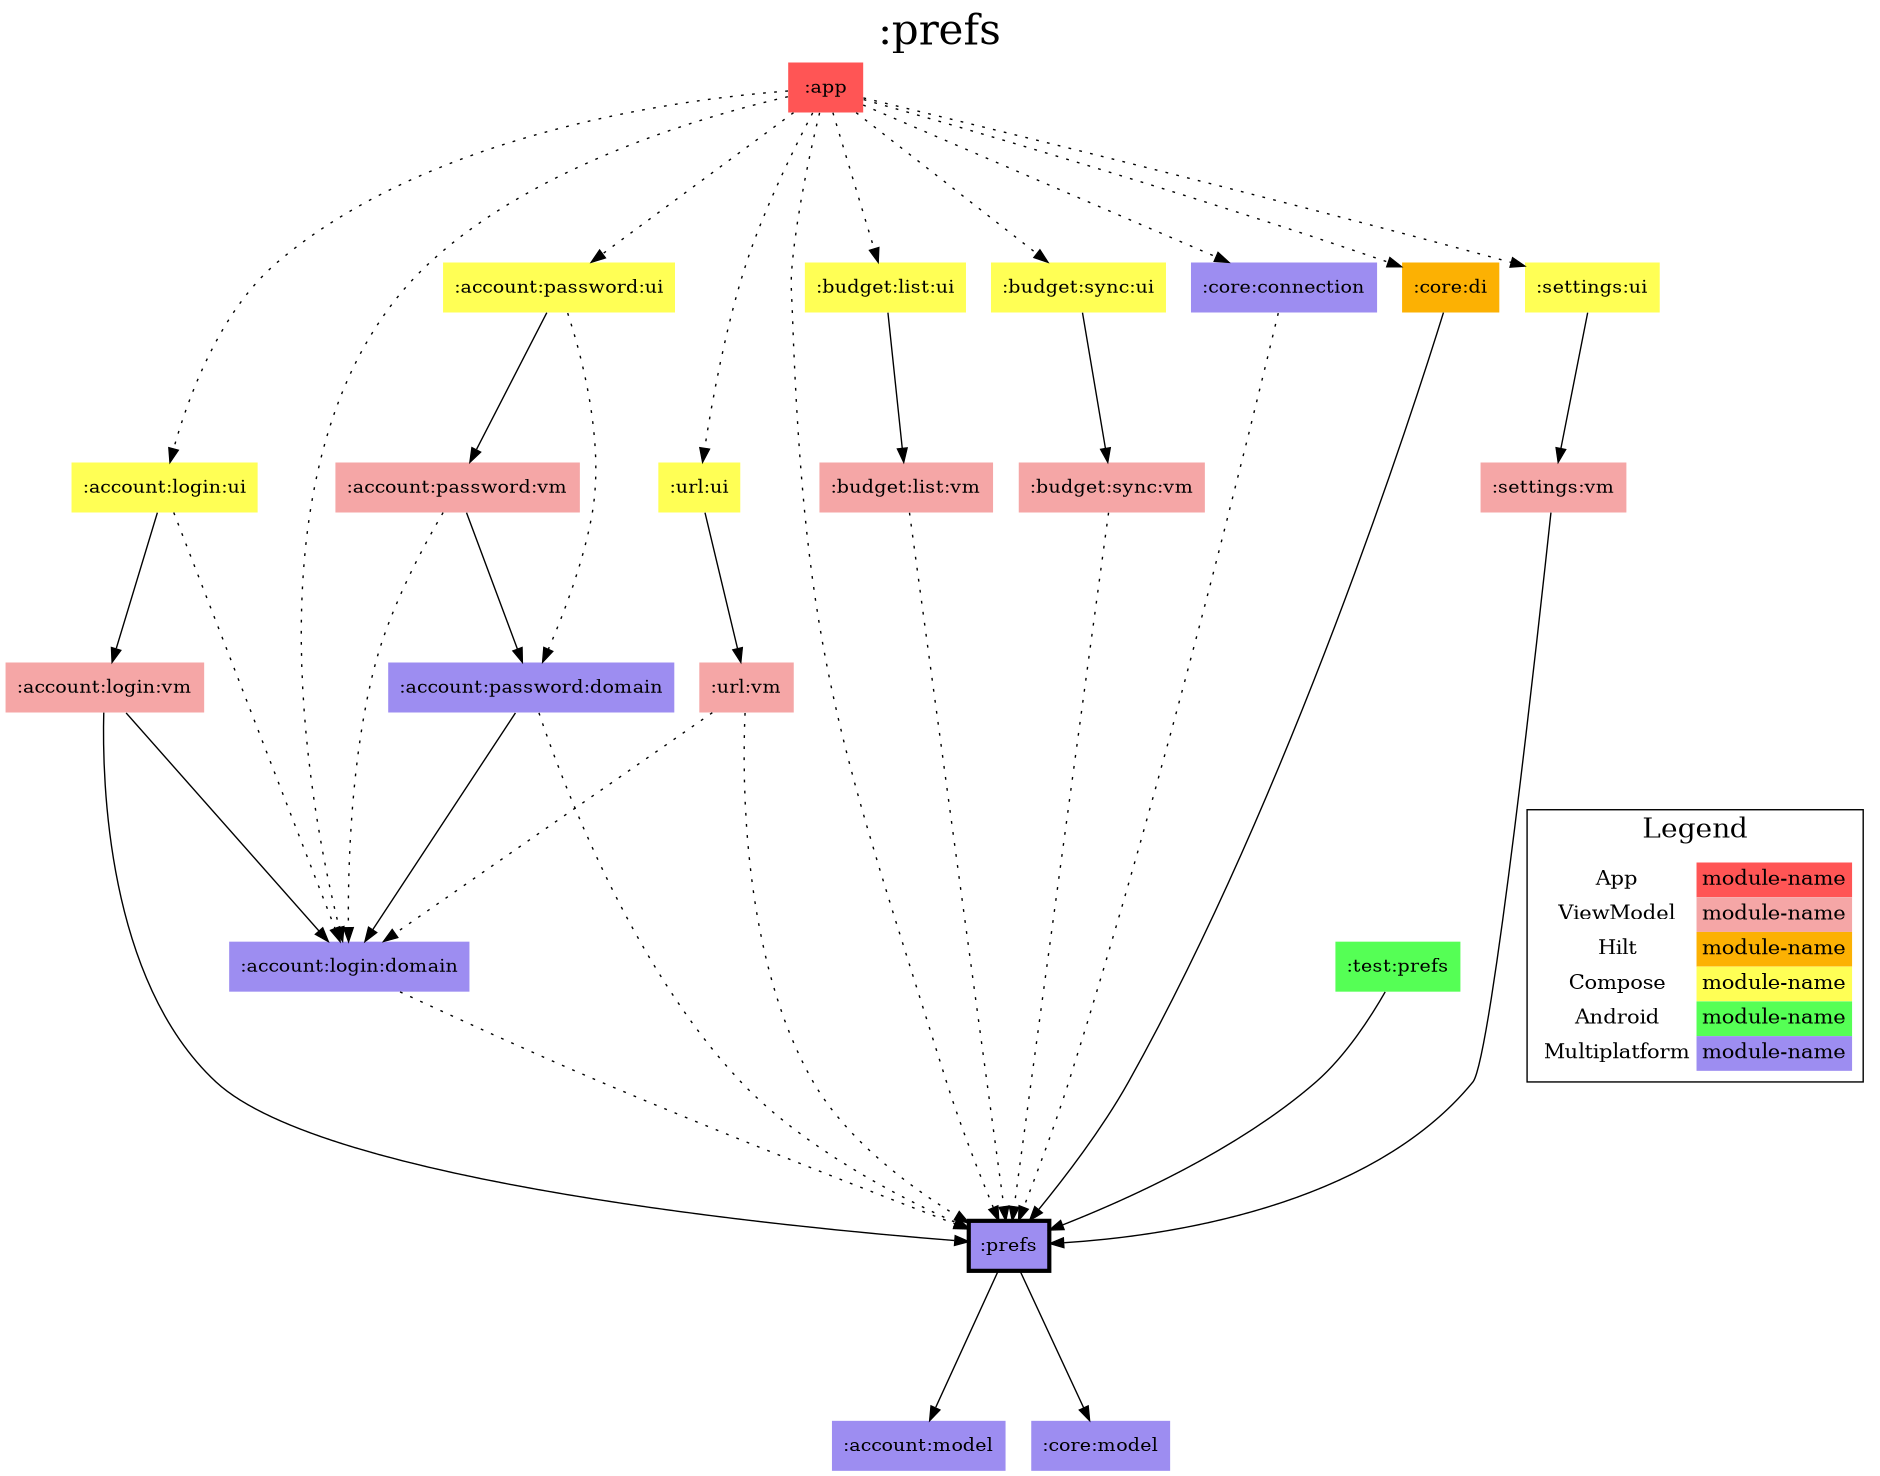 :prefs
:app
:account:password:ui
:budget:list:ui
:budget:sync:ui
:core:connection
:core:di
:settings:ui
:account:login:ui
:account:password:vm
:url:ui
:budget:list:vm
:budget:sync:vm
:settings:vm
:account:login:vm
:account:password:domain
:url:vm
Legend
App module-name
ViewModel module-name
Hilt module-name
Compose module-name
Android module-name
Multiplatform module-name
:account:login:domain
:test:prefs
:prefs
:account:model
:core:model